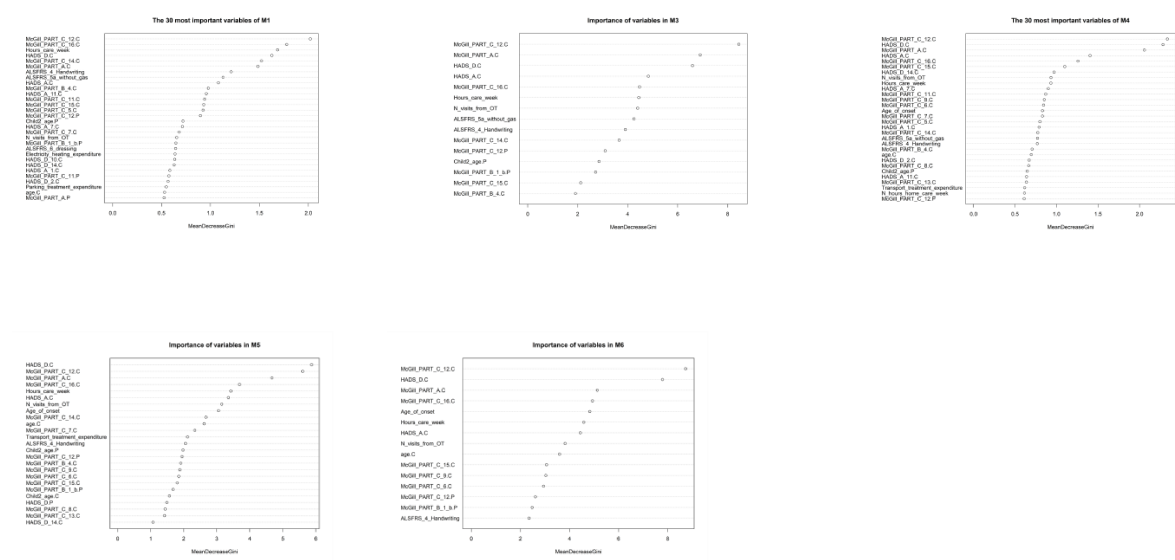 The 30 most important variables of M1
McGill_PART_C_12.C
McGill_PART_C_16.C
Hours_care_week
HADS_D.C
McGill_PART_C_14.C
McGill_PART_A.C
ALSFRS_4_Handwriting
ALSFRS_5a_without_gas
HADS_A.C
McGill_PART_B_4.C
HADS_A_11.C
McGill_PART_C_11.C
McGill_PART_C_15.C
McGill_PART_C_5.C
McGill_PART_C_12.P
Child2_age.P
HADS_A_7.C
McGill_PART_C_7.C
N_visits_from_OT
McGill_PART_B_1_b.P
ALSFRS_6_dressing
Electricity_heating_expenditure
HADS_D_10.C
HADS_D_14.C
HADS_A_1.C
McGill_PART_C_11.P
HADS_D_2.C
Parking_treatment_expenditure
age.C
McGill_PART_A.P
0.0 0.5 1.0 1.5 2.0
MeanDecreaseGini
Importance of variables in M3
McGill_PART_C_12.C
McGill_PART_A.C
HADS_D.C
HADS_A.C
McGill_PART_C_16.C
Hours_care_week
N_visits_from_OT
ALSFRS_5a_without_gas
ALSFRS_4_Handwriting
McGill_PART_C_14.C
McGill_PART_C_12.P
Child2_age.P
McGill_PART_B_1_b.P
McGill_PART_C_15.C
McGill_PART_B_4.C
0 2 4 6 8
MeanDecreaseGini
The 30 most important variables of M4
McGill_PART_C_12.C
HADS_D.C
McGill_PART_A.C
HADS_A.C
McGill_PART_C_16.C
McGill_PART_C_15.C
HADS_D_14.C
N_visits_from_OT
Hours_care_week
HADS_A_7.C
McGill_PART_C_11.C
McGill_PART_C_9.C
McGill_PART_C_6.C
Age_of_onset
McGill_PART_C_7.C
McGill_PART_C_5.C
HADS_A_1.C
McGill_PART_C_14.C
ALSFRS_5a_without_gas
ALSFRS_4_Handwriting
McGill_PART_B_4.C
age.C
HADS_D_2.C
McGill_PART_C_8.C
Child2_age.P
HADS_A_11.C
McGill_PART_C_13.C
Transport_treatment_expenditure
N_hours_home_care_week
McGill_PART_C_12.P
0.0 0.5 1.0 1.5 2.0
MeanDecreaseGini
Importance of variables in M5
HADS_D.C
McGill_PART_C_12.C
McGill_PART_A.C
McGill_PART_C_16.C
Hours_care_week
HADS_A.C
N_visits_from_OT
Age_of_onset
McGill_PART_C_14.C
age.C
McGill_PART_C_7.C
Transport_treatment_expenditure
ALSFRS_4_Handwriting
Child2_age.P
McGill_PART_C_12.P
McGill_PART_B_4.C
McGill_PART_C_9.C
McGill_PART_C_6.C
McGill_PART_C_15.C
McGill_PART_B_1_b.P
Child2_age.C
HADS_D.P
McGill_PART_C_8.C
McGill_PART_C_13.C
HADS_D_14.C
0 1 2 3 4 5 6
MeanDecreaseGini
Importance of variables in M6
McGill_PART_C_12.C
HADS_D.C
McGill_PART_A.C
McGill_PART_C_16.C
Age_of_onset
Hours_care_week
HADS_A.C
N_visits_from_OT
age.C
McGill_PART_C_15.C
McGill_PART_C_9.C
McGill_PART_C_6.C
McGill_PART_C_12.P
McGill_PART_B_1_b.P
ALSFRS_4_Handwriting
0 2 4 6 8
MeanDecreaseGini